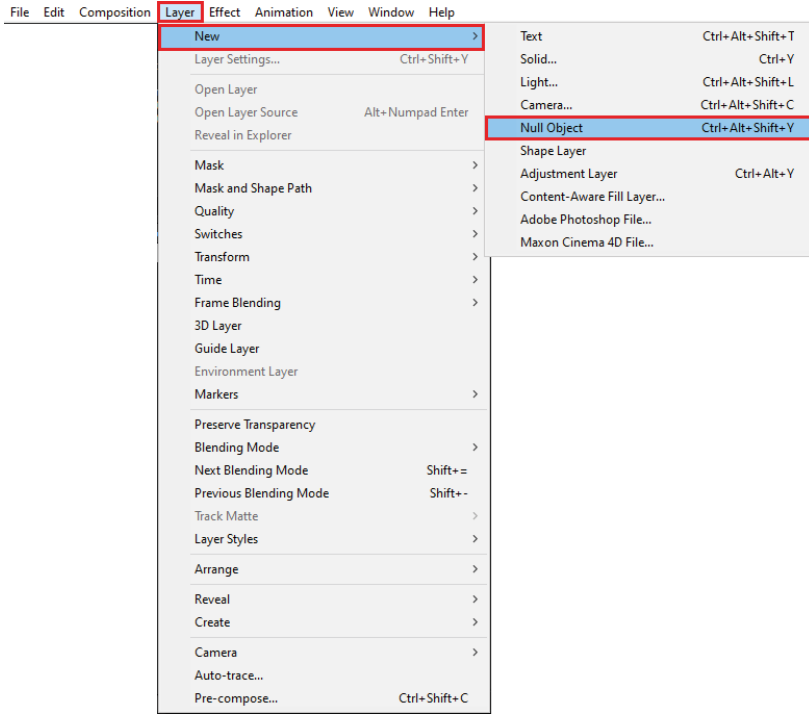 File Edit Composition Layer Effect Animation View Window Help
New
Layer Settings... Ctrl+Shift+Y
Open Layer
Open Layer Source Alt+Numpad Enter
Reveal in Explorer
Mask
Mask and Shape Path
Quality
Switches
Transform
Time
Frame Blending
3D Layer
Guide Layer
Environment Layer
Markers
Preserve Transparency
Blending Mode
Next Blending Mode Shift+=
Previous Blending Mode Shift+-
Track Matte
Layer Styles
Arrange
Reveal
Create
Camera
Auto-trace...
Pre-compose... Ctrl+Shift+C
Text Ctrl+Alt+Shift+T
Solid... Ctrl+Y
Light... Ctrl+Alt+Shift+L
Camera... Ctrl+Alt+Shift+C
Null Object Ctrl+Alt+Shift+Y
Shape Layer
Adjustment Layer Ctrl+Alt+Y
Content-Aware Fill Layer...
Adobe Photoshop File...
Maxon Cinema 4D File...